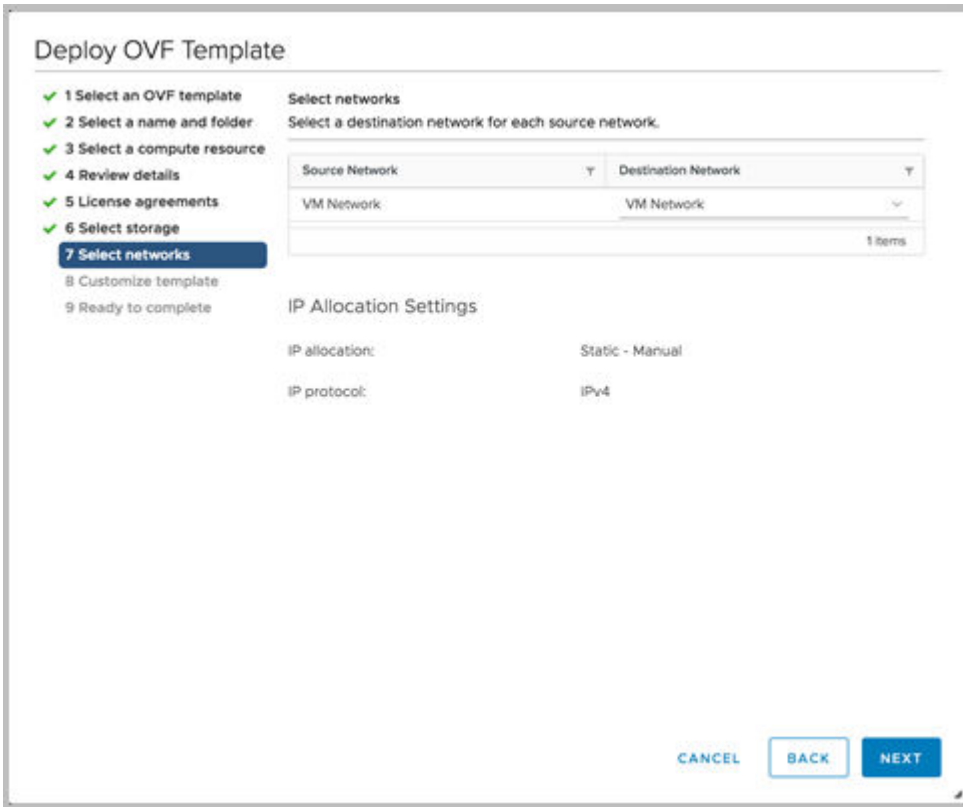 Deploy OVF Template
1 Select an OVF template
2 Select a name and folder
3 Select a compute resource
4 Review details
5 License agreements
6 Select storage
7 Select networks
8 Customize template
9 Ready to complete
Select networks
Select a destination network for each source network.
Source Network Destination Network
VM Network VM Network
1 items
IP Allocation Settings
IP allocation: Static - Manual
IP protocol: IPv4
CANCEL BACK NEXT